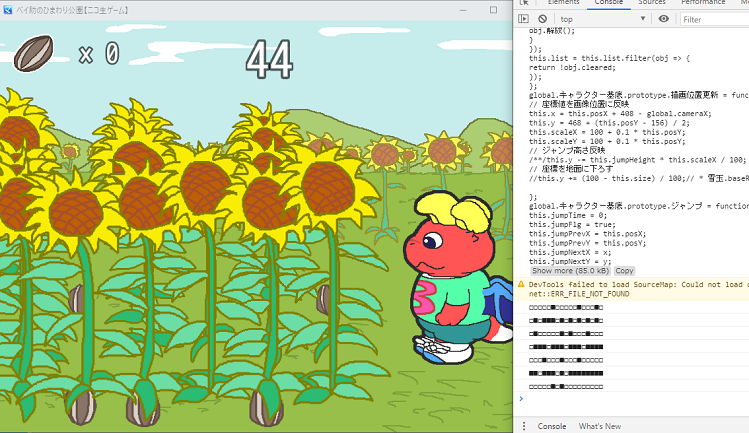 ベイ助のひまわり公園【ニコ生ゲーム】
× 0
44
Elements Console Sources Performance
top
Filter
obj.解放();
}
});
this.list = this.list.filter(obj => {
return !obj.cleared;
});
};
global.キャラクター基底.prototype.描画位置更新 = func
// 座標値を画像位置に反映
this.x = this.posX + 408 - global.cameraX;
this.y = 468 + (this.posY - 156) / 2;
this.scaleX = 100 + 0.1 * this.posY;
this.scaleY = 100 + 0.1 * this.posY;
// ジャンプ高さ反映
/**/this.y -= this.jumpHeight * this.scaleX / 100;
// 座標を地面に下ろす
//this.y += (100 - this.size) / 100;// * 雪玉.baseR
};
global.キャラクター基底.prototype.ジャンプ = function
this.jumpTime = 0;
this.jumpFlg = true;
this.jumpPrevX = this.posX;
this.jumpPrevY = this.posY;
this.jumpNextX = x;
this.jumpNextY = y;
Show more (85.0 kB) Copy
DevTools failed to load SourceMap: Could not load
net::ERR_FILE_NOT_FOUND
Console What's New